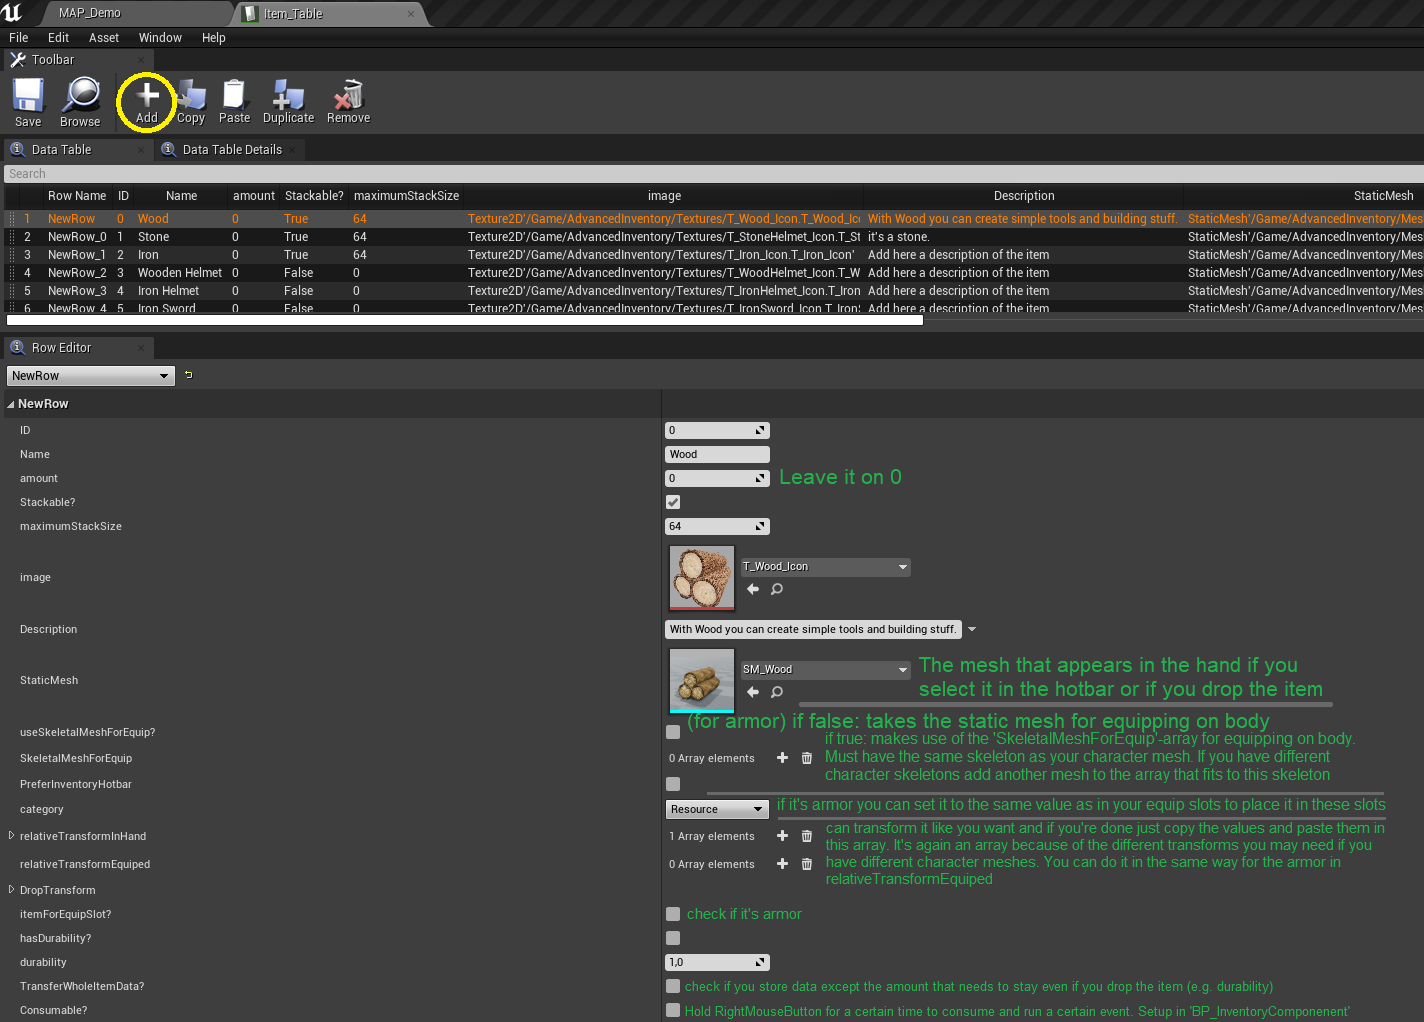 MAP_Demo
Item_Table
File Edit Asset Window Help
Toolbar
Save Browse Add Copy Paste Duplicate Remove
Data Table Data Table Details
Search
Row Name ID Name amount Stackable? maximumStackSize image Description StaticMesh
1 NewRow 0 Wood 0 True 64 Texture2D'/Game/AdvancedInventory/Textures/T_Wood_Icon.T_Wood_Ico With Wood you can create simple tools and building stuff. StaticMesh'/Game/AdvancedInventory/Mes
2 NewRow_0 1 Stone 0 True 64 Texture2D'/Game/AdvancedInventory/Textures/T_StoneHelmet_Icon.T_St it's a stone. StaticMesh'/Game/AdvancedInventory/Mes
3 NewRow_1 2 Iron 0 True 64 Texture2D'/Game/AdvancedInventory/Textures/T_Iron_Icon.T_Iron_Icon' Add here a description of the item StaticMesh'/Game/AdvancedInventory/Mes
4 NewRow_2 3 Wooden Helmet 0 False 0 Texture2D'/Game/AdvancedInventory/Textures/T_WoodHelmet_Icon.T_W Add here a description of the item StaticMesh'/Game/AdvancedInventory/Mes
5 NewRow_3 4 Iron Helmet 0 False 0 Texture2D'/Game/AdvancedInventory/Textures/T_IronHelmet_Icon.T_Iron Add here a description of the item StaticMesh'/Game/AdvancedInventory/Mes
6 NewRow_4 5 Iron Sword 0 False 0 Texture2D'/Game/AdvancedInventory/Textures/T_IronSword_Icon.T_IronS Add here a description of the item StaticMesh'/Game/AdvancedInventory/Mes
Row Editor
NewRow
NewRow
ID 0
Name Wood
amount 0 Leave it on 0
Stackable?
maximumStackSize 64
image T_Wood_Icon
Description With Wood you can create simple tools and building stuff.
StaticMesh SM_Wood
The mesh that appears in the hand if you
select it in the hotbar or if you drop the item
(for armor) if false: takes the static mesh for equipping on body
useSkeletalMeshForEquip?
if true: makes use of the 'SkeletalMeshForEquip'-array for equipping on body.
SkeletalMeshForEquip 0 Array elements Must have the same skeleton as your character mesh. If you have different
character skeletons add another mesh to the array that fits to this skeleton
PreferInventoryHotbar
category Resource if it's armor you can set it to the same value as in your equip slots to place it in these slots
can transform it like you want and if you're done just copy the values and paste them in
relativeTransformInHand 1 Array elements
this array. It's again an array because of the different transforms you may need if you
relativeTransformEquiped 0 Array elements have different character meshes. You can do it in the same way for the armor in
relativeTransformEquiped
DropTransform
itemForEquipSlot? check if it's armor
hasDurability?
durability 1,0
TransferWholeItemData? check if you store data except the amount that needs to stay even if you drop the item (e.g. durability)
Consumable? Hold RightMouseButton for a certain time to consume and run a certain event. Setup in 'BP_InventoryComponenent'